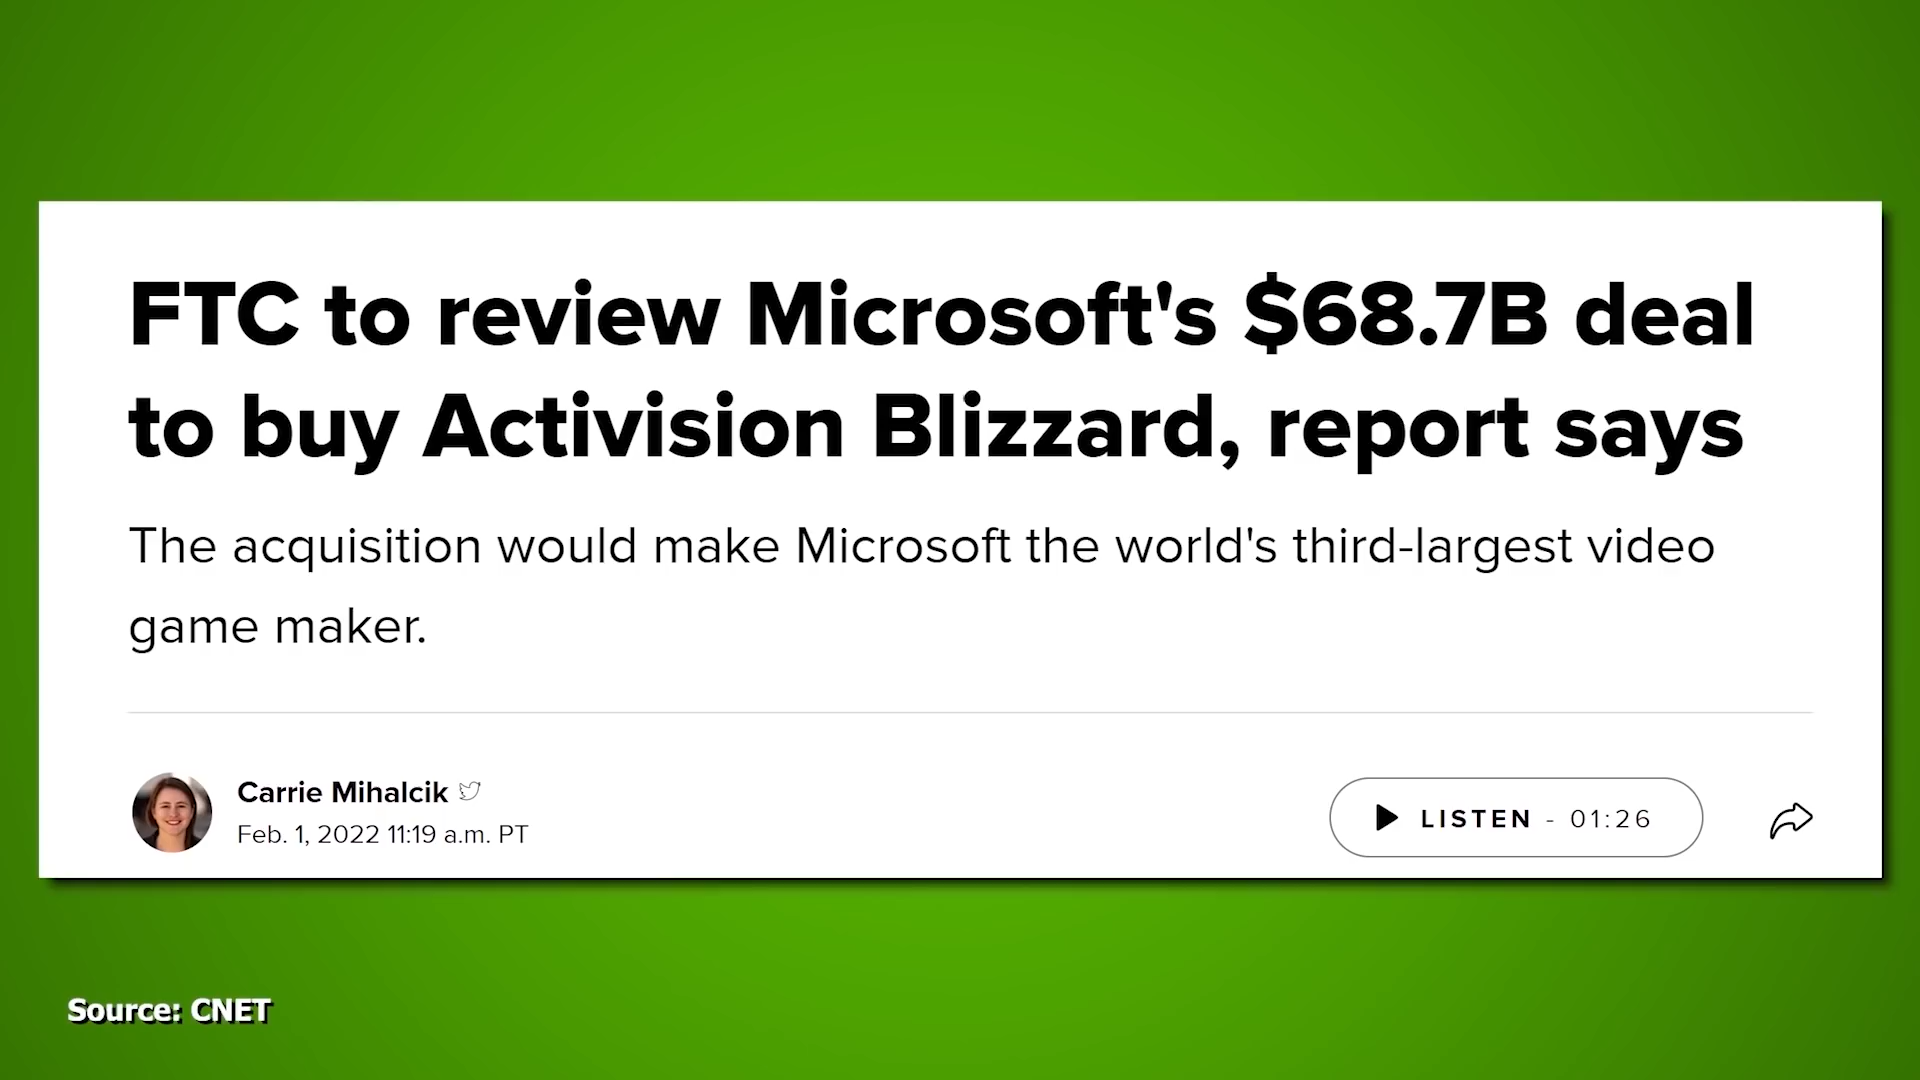 FTC to review Microsoft's $68.7B deal
to buy Activision Blizzard, report says
The acquisition would make Microsoft the world's third-largest video
game maker.
Carrie Mihalcik
Feb. 1, 2022 11:19 a.m. PT
LISTEN - 01:26
Source: CNET